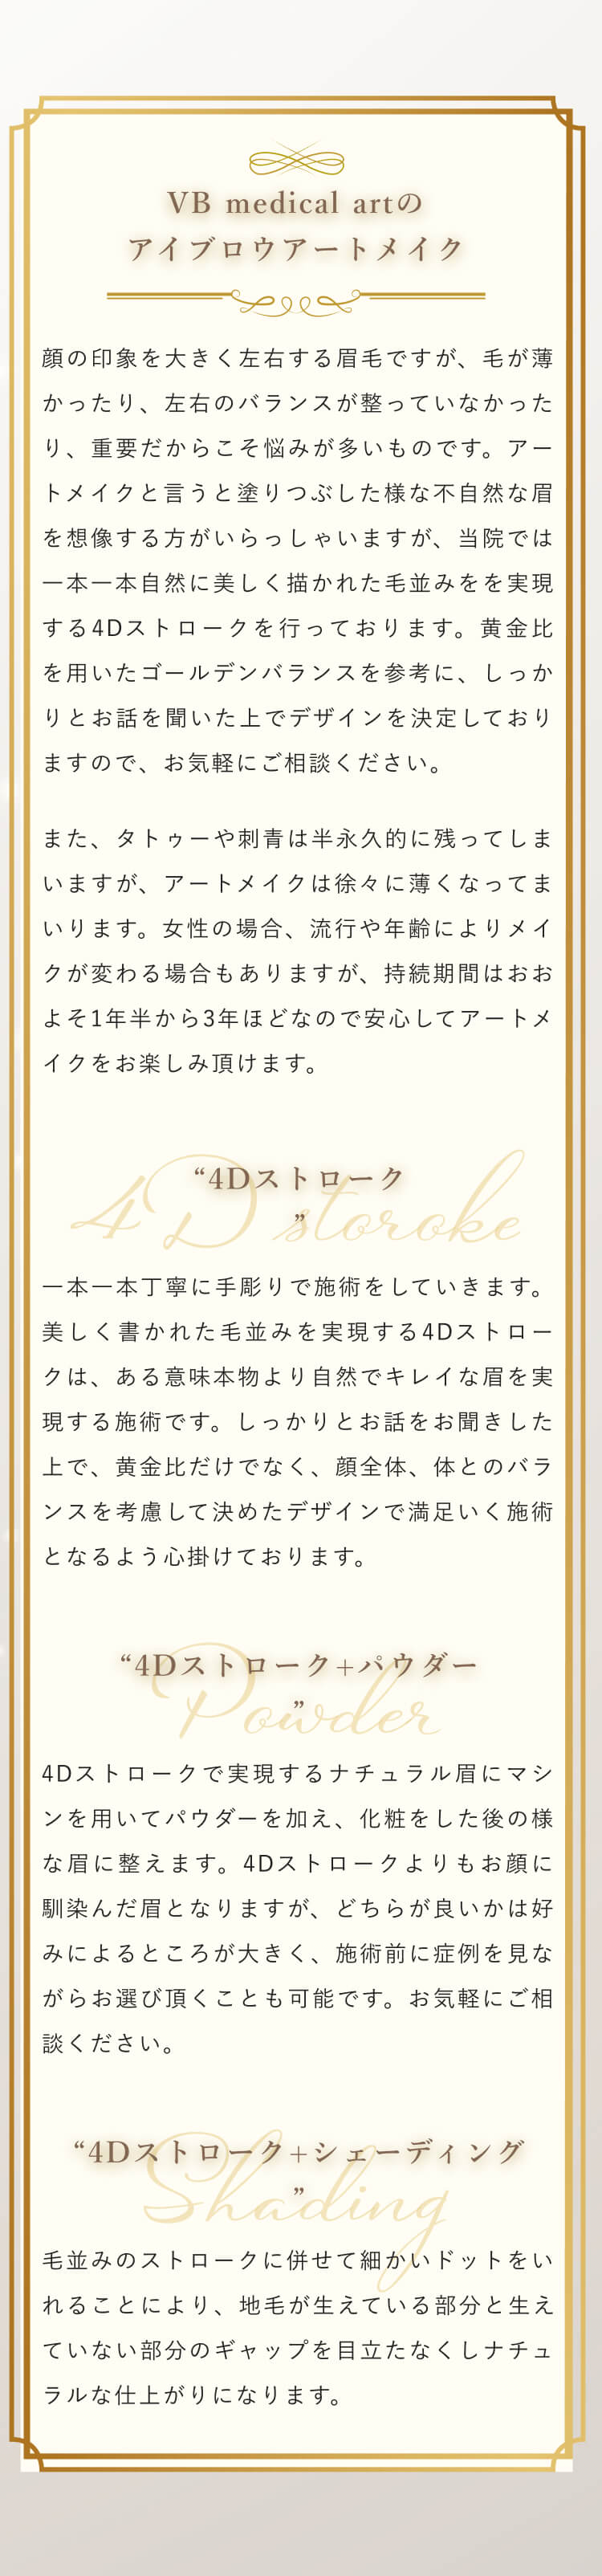 VB medical artの
アイブロウアートメイク
顔の印象を大きく左右する眉毛ですが、毛が薄
かったり、左右のバランスが整っていなかった
り、重要だからこそ悩みが多いものです。アー
トメイクと言うと塗りつぶした様な不自然な眉
を想像する方がいらっしゃいますが、当院では
一本一本自然に美しく描かれた毛並みをを実現
する4Dストロークを行っております。黄金比
を用いたゴールデンバランスを参考に、しっか
りとお話を聞いた上でデザインを決定しており
ますので、お気軽にご相談ください。
また、タトゥーや刺青は半永久的に残ってしま
いますが、アートメイクは徐々に薄くなってま
いります。女性の場合、流行や年齢によりメイ
クが変わる場合もありますが、持続期間はおお
よそ1年半から3年ほどなので安心してアートメ
イクをお楽しみ頂けます。
“4Dストローク
”
4D storoke
一本一本丁寧に手彫りで施術をしていきます。
美しく書かれた毛並みを実現する4Dストロー
クは、ある意味本物より自然でキレイな眉を実
現する施術です。しっかりとお話をお聞きした
上で、黄金比だけでなく、顔全体、体とのバラ
ンスを考慮して決めたデザインで満足いく施術
となるよう心掛けております。
“4Dストローク+パウダー
”
Powder
4Dストロークで実現するナチュラル眉にマシ
ンを用いてパウダーを加え、化粧をした後の様
な眉に整えます。4Dストロークよりもお顔に
馴染んだ眉となりますが、どちらが良いかは好
みによるところが大きく、施術前に症例を見な
がらお選び頂くことも可能です。お気軽にご相
談ください。
“4Dストローク+シェーディング
”
Shading
毛並みのストロークに併せて細かいドットをい
れることにより、地毛が生えている部分と生え
ていない部分のギャップを目立たなくしナチュ
ラルな仕上がりになります。